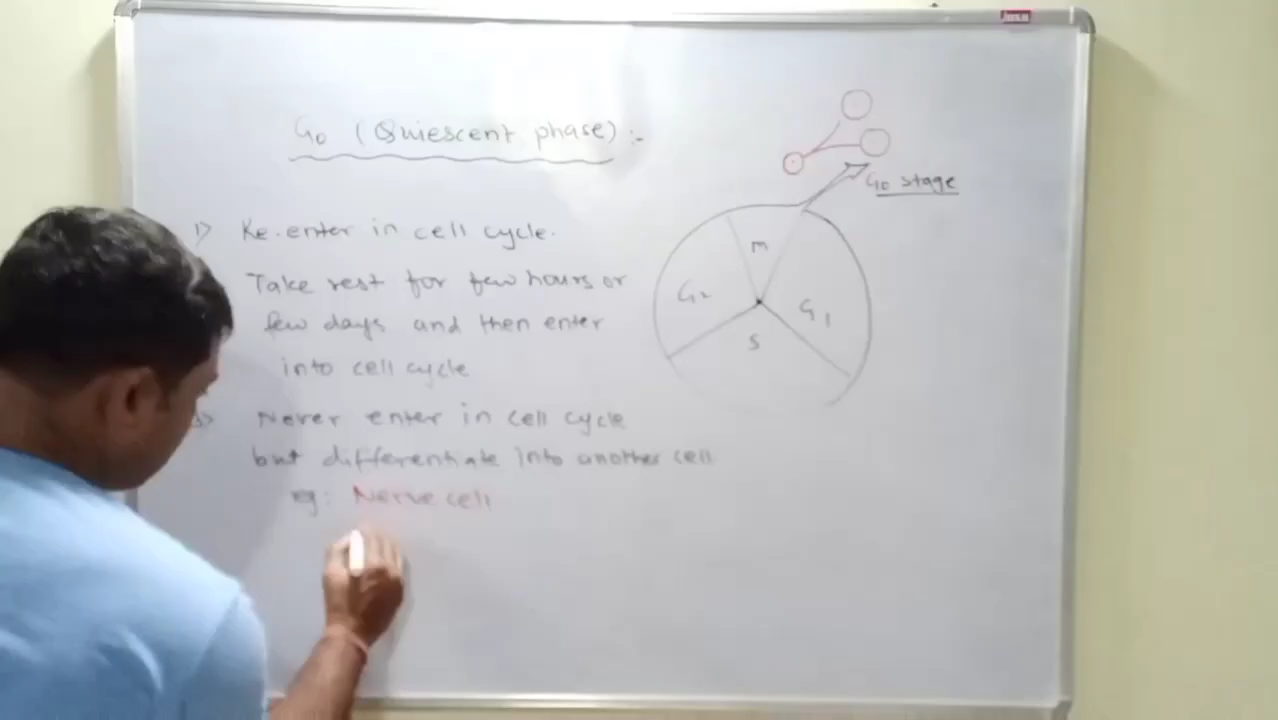 G0 (Quiescent phase) :-
1) Re.enter in cell cycle.
Take rest for few hours or
few days and then enter
into cell cycle
Never enter in cell cycle
but differentiate into another cell
eg: Nerve cell
G0 stage
m
G2
G1
S